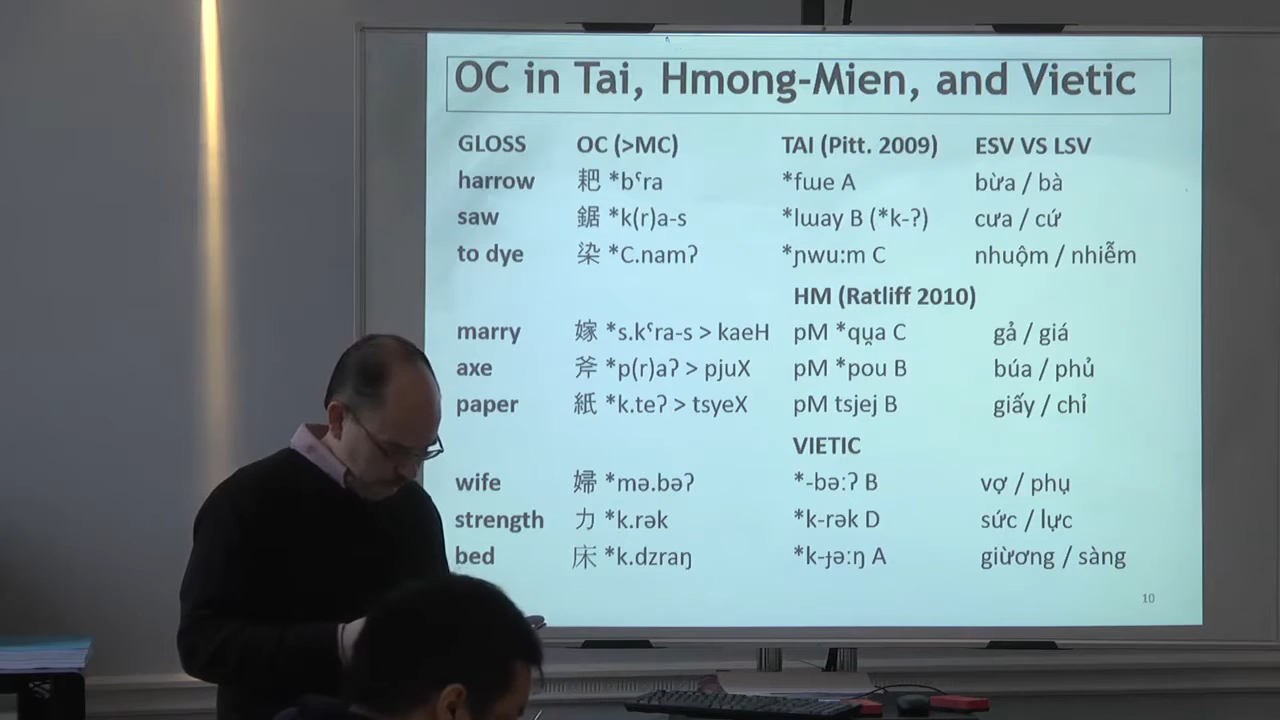 OC in Tai, Hmong-Mien, and Vietic
GLOSS OC (>MC) TAI (Pitt. 2009) ESV VS LSV
harrow 耙 *bˤra *fɯe A bừa / bà
saw 鋸 *k(r)a-s *lɯay B (*k-?) cưa / cứ
to dye 染 *C.namʔ *ɲwu:m C nhuộm / nhiễm
HM (Ratliff 2010)
marry 嫁 *s.kˤra-s > kaeH pM *qu̯a C gả / giá
axe 斧 *p(r)aʔ > pjuX pM *pou B búa / phủ
paper 紙 *k.teʔ > tsyeX pM tsjej B giấy / chỉ
VIETIC
wife 婦 *mə.bəʔ *-bə:ʔ B vợ / phụ
strength 力 *k.rək *k-rək D sức / lực
bed 床 *k.dzraŋ *k-ɟə:ŋ A giường / sàng
10